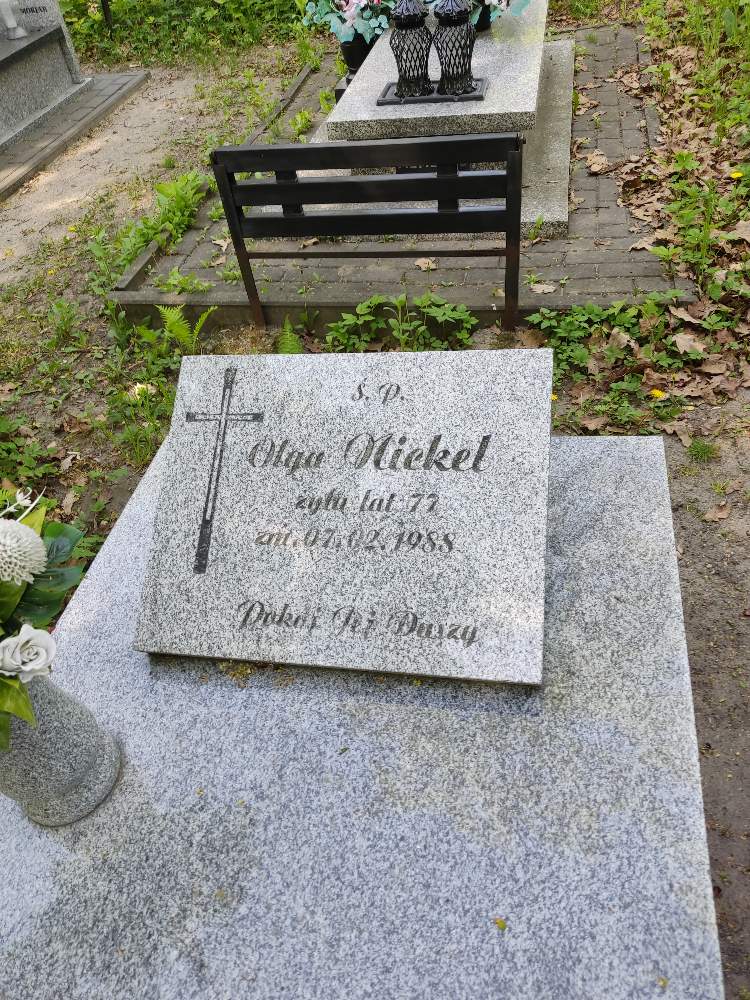 ś. p.
Olga Nickel
żyła lat 77
zm. 07.02.1988
Pokój Jej Duszy